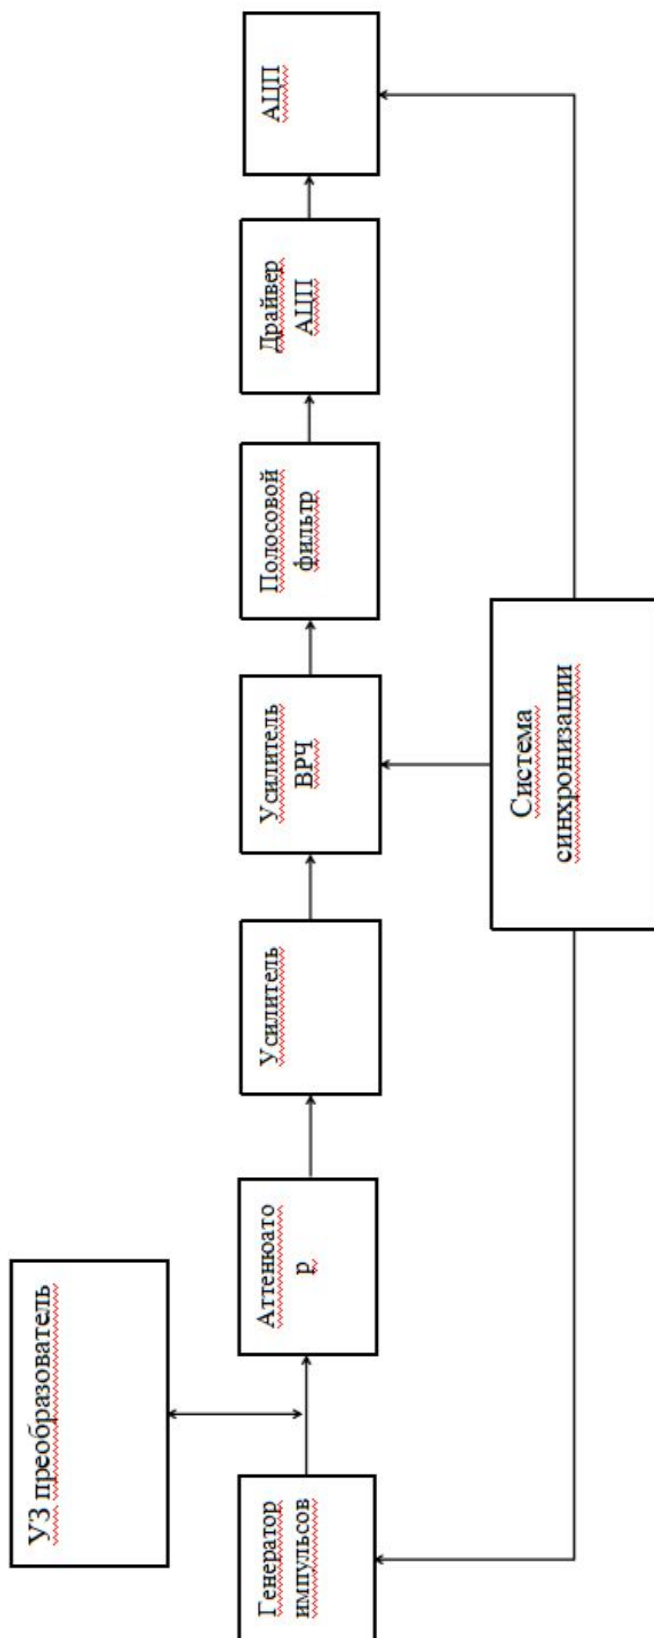 УЗ преобразователь
Генератор
импульсов
Аттенюато
р
Усилитель
Усилитель
ВРЧ
Полосовой
фильтр
Драйвер
АЦП
АЦП
Система
синхронизации